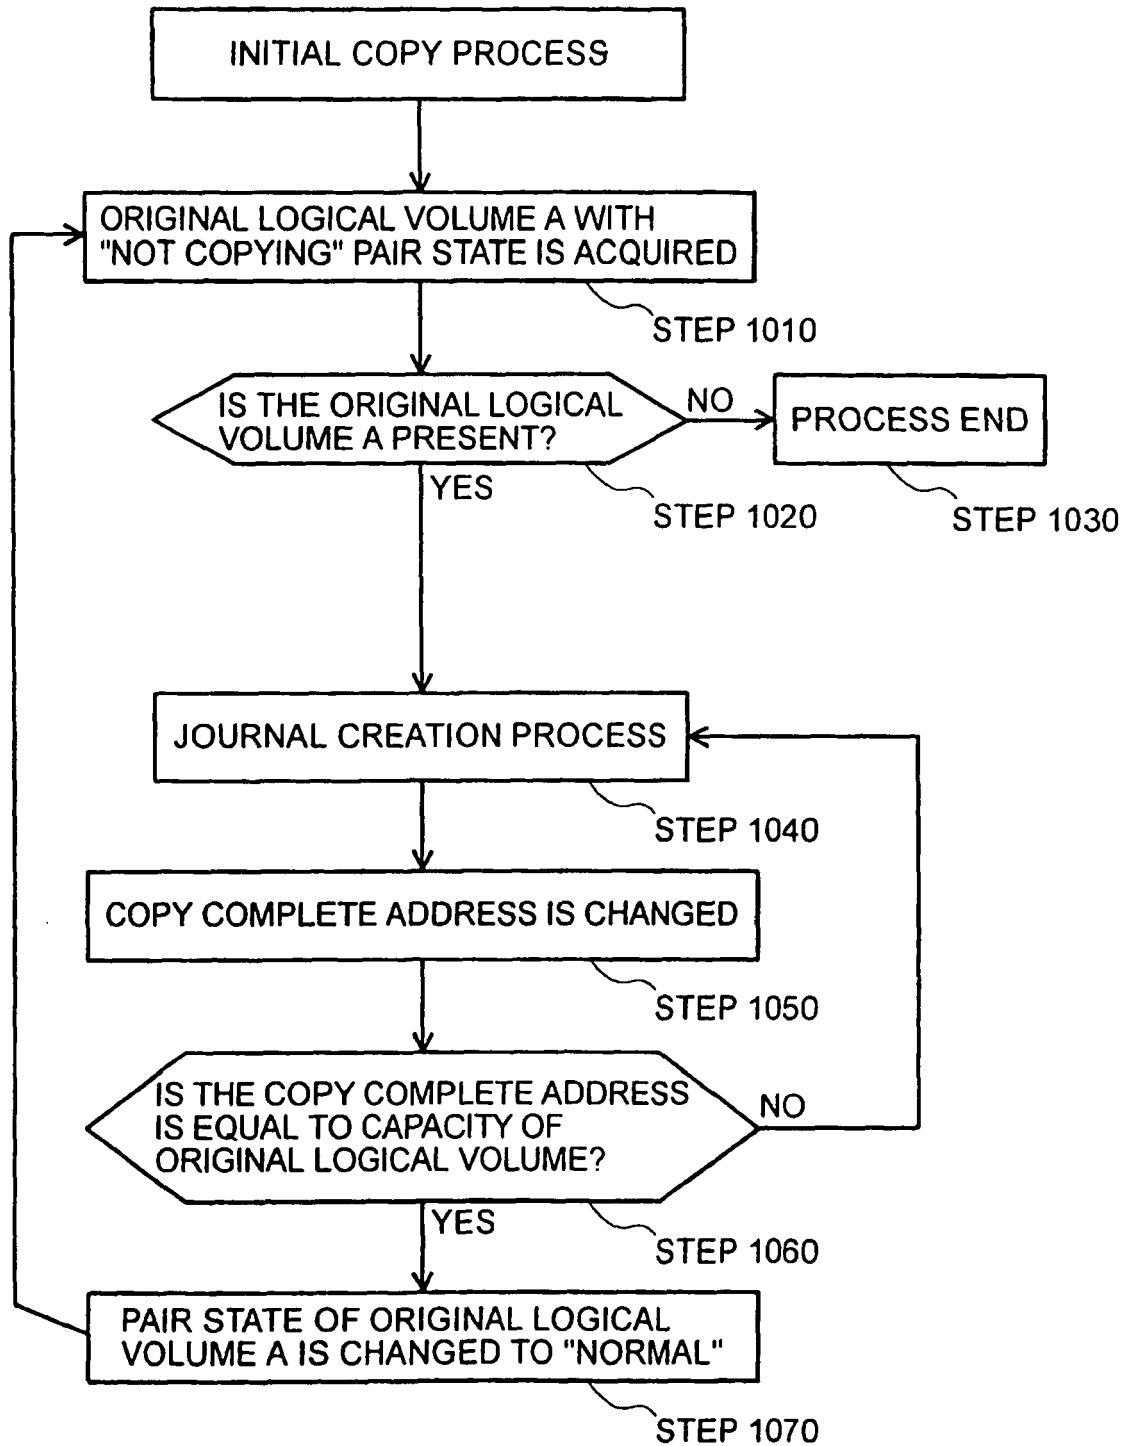 INITIAL COPY PROCESS
ORIGINAL LOGICAL VOLUME A WITH
"NOT COPYING" PAIR STATE IS ACQUIRED
STEP 1010
IS THE ORIGINAL LOGICAL
VOLUME A PRESENT?
NO
PROCESS END
YES
STEP 1020
STEP 1030
JOURNAL CREATION PROCESS
STEP 1040
COPY COMPLETE ADDRESS IS CHANGED
STEP 1050
IS THE COPY COMPLETE ADDRESS
IS EQUAL TO CAPACITY OF
ORIGINAL LOGICAL VOLUME?
NO
YES
STEP 1060
PAIR STATE OF ORIGINAL LOGICAL
VOLUME A IS CHANGED TO "NORMAL"
STEP 1070